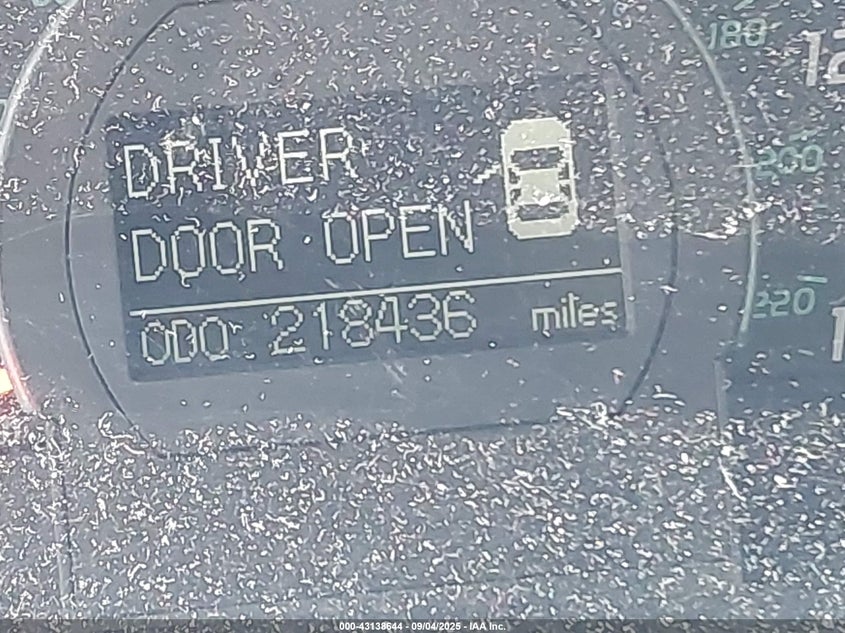 DRIVER
DOOR OPEN
ODO 218436 miles
180
200
220
000-43138644 - 09/04/2025 - IAA Inc.